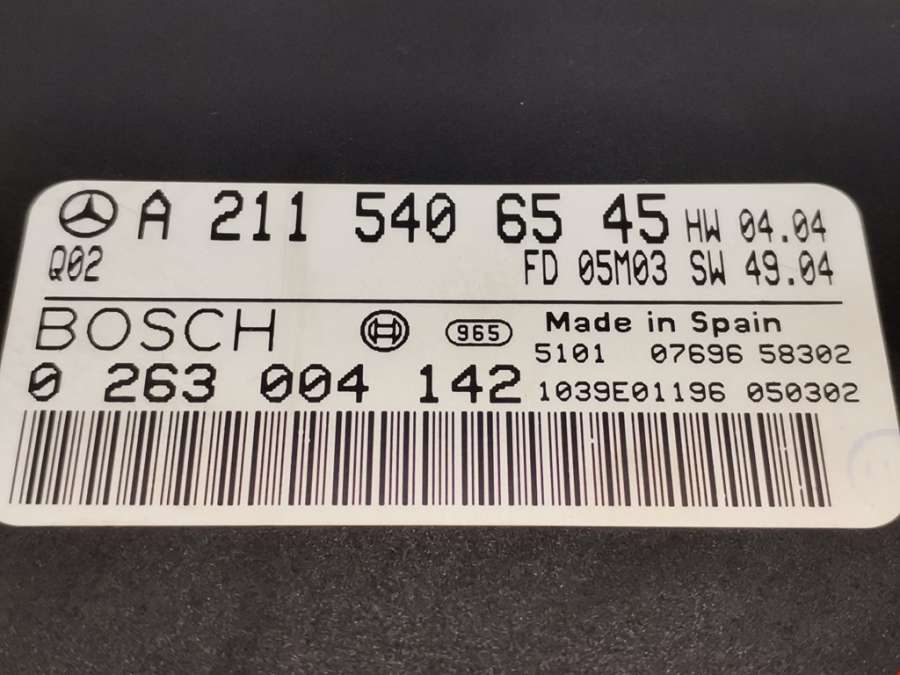 A 211 540 65 45 HW 04.04
Q02 FD 05M03 SW 49.04
BOSCH 965 Made in Spain
5101 07696 58302
0 263 004 142 1039E01196 050302